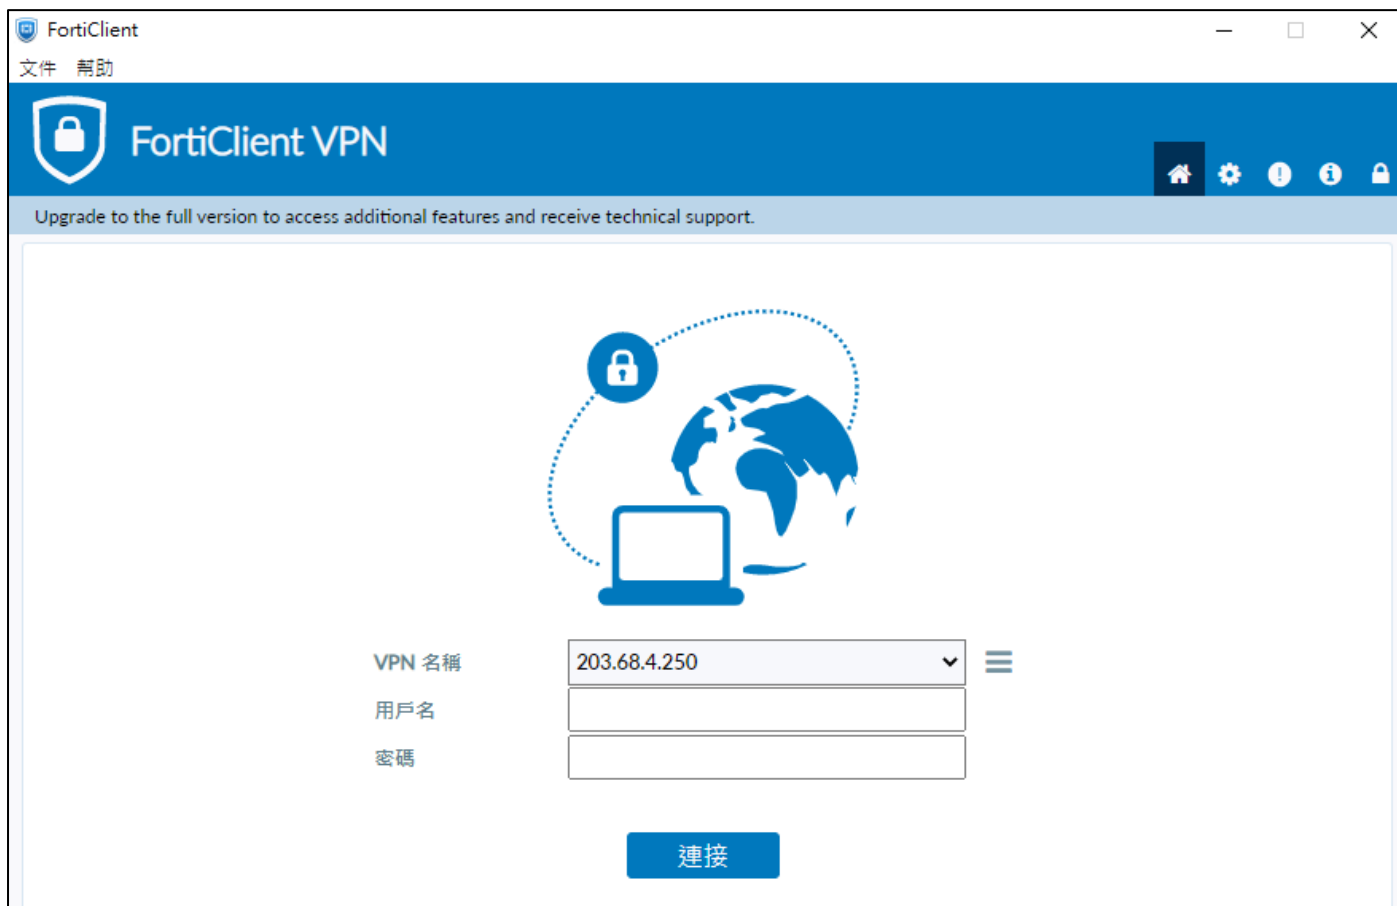 FortiClient
文件 幫助
FortiClient VPN
Upgrade to the full version to access additional features and receive technical support.
VPN 名稱 203.68.4.250
用戶名
密碼
連接